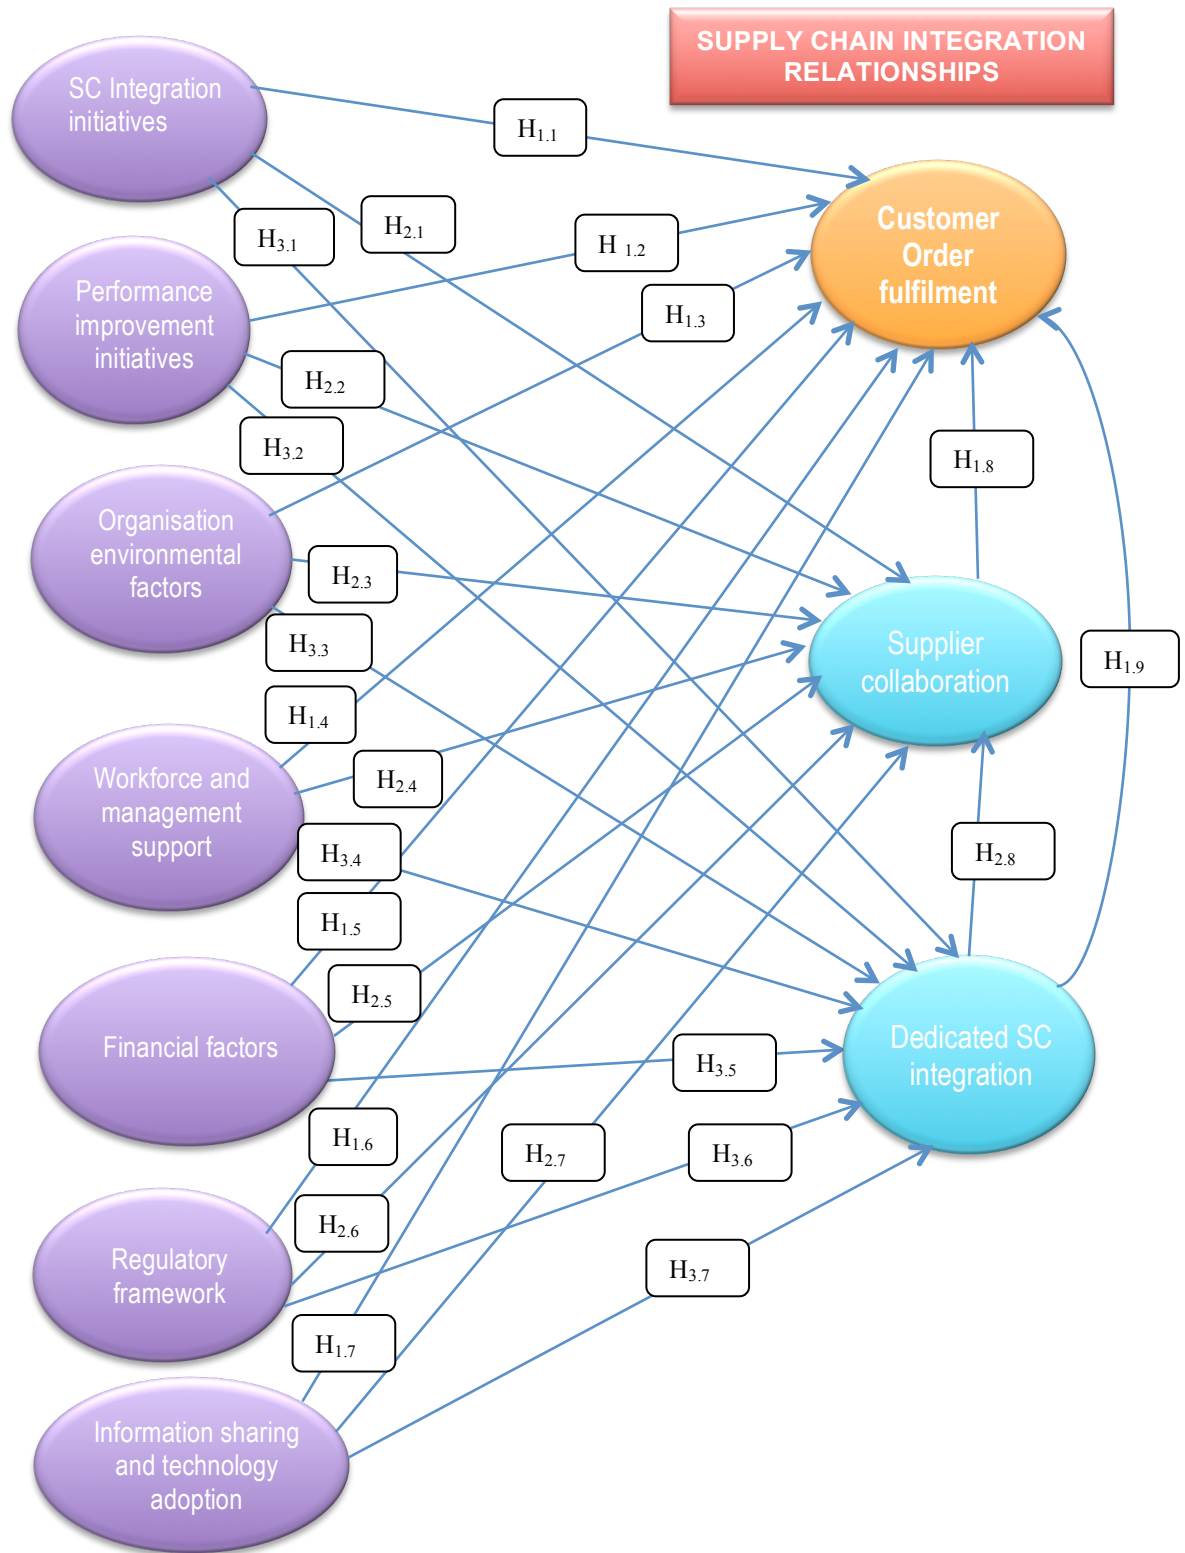 SUPPLY CHAIN INTEGRATION
RELATIONSHIPS
SC Integration
initiatives
H1.1
H3.1
H2.1
H 1.2
Customer
Order
fulfilment
Performance
improvement
initiatives
H1.3
H2.2
H3.2
H1.8
Organisation
environmental
factors
H2.3
H3.3
Supplier
collaboration
H1.9
H1.4
Workforce and
management
support
H2.4
H3.4
H2.8
H1.5
H2.5
Financial factors
H3.5
Dedicated SC
integration
H1.6
H2.7
H3.6
H2.6
Regulatory
framework
H3.7
H1.7
Information sharing
and technology
adoption